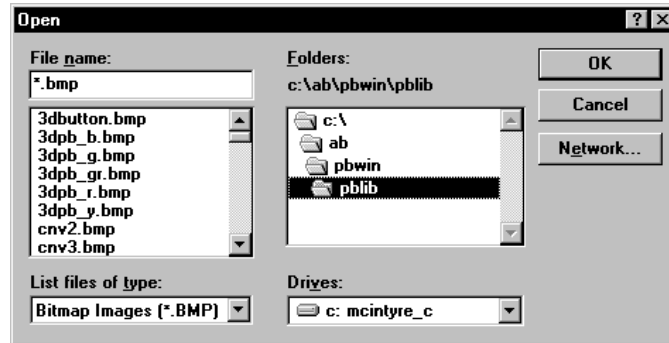 Open
File name:
*.bmp
3dbutton.bmp
3dpb_b.bmp
3dpb_g.bmp
3dpb_gr.bmp
3dpb_r.bmp
3dpb_y.bmp
cnv2.bmp
cnv3.bmp
List files of type:
Bitmap Images (*.BMP)
Folders:
c:\ab\pbwin\pblib
c:\
ab
pbwin
pblib
Drives:
c: mcintyre_c
OK
Cancel
Network...